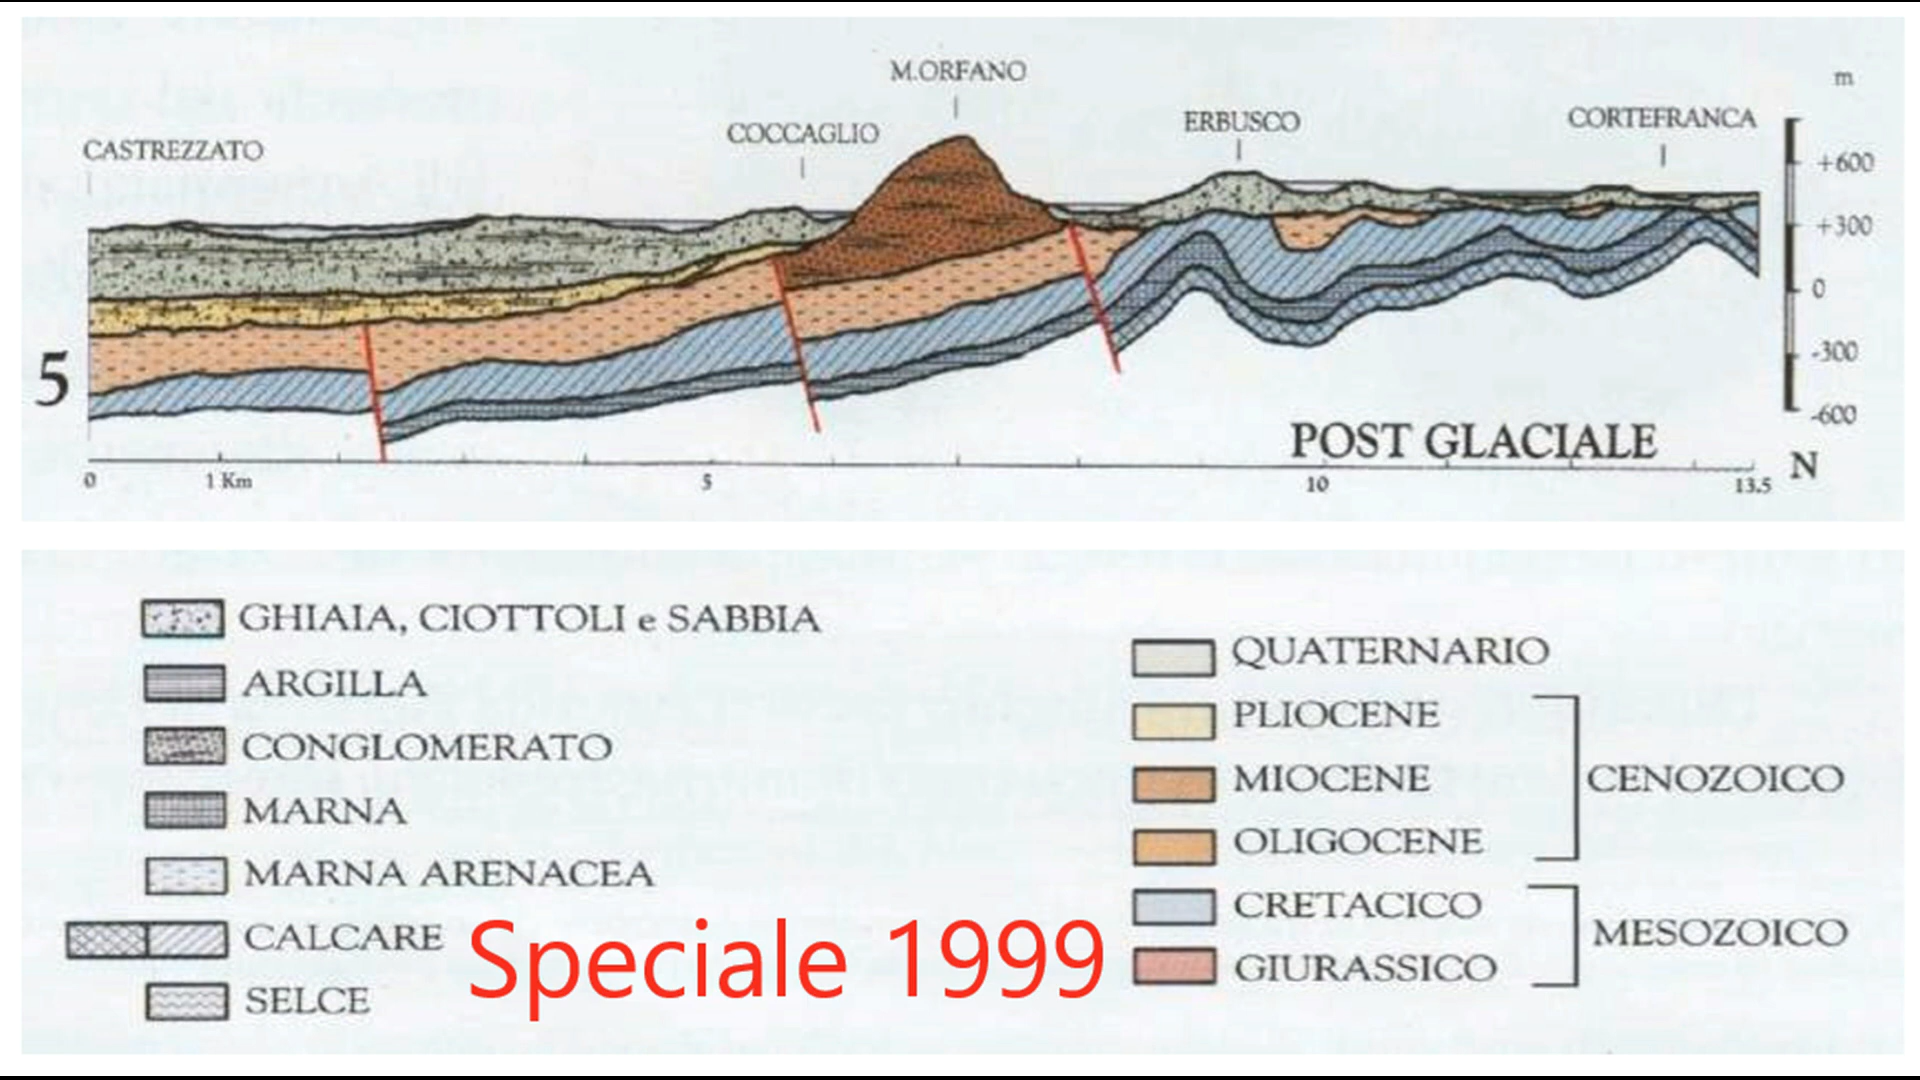 M.ORFANO
m
COCCAGLIO
ERBUSCO
CORTEFRANCA
CASTREZZATO
+600
+300
0
-300
-600
5
POST GLACIALE
N
0
1 Km
5
10
13.5
GHIAIA, CIOTTOLI e SABBIA
ARGILLA
CONGLOMERATO
MARNA
MARNA ARENACEA
CALCARE
SELCE
Speciale 1999
QUATERNARIO
PLIOCENE
MIOCENE
OLIGOCENE
CRETACICO
GIURASSICO
CENOZOICO
MESOZOICO